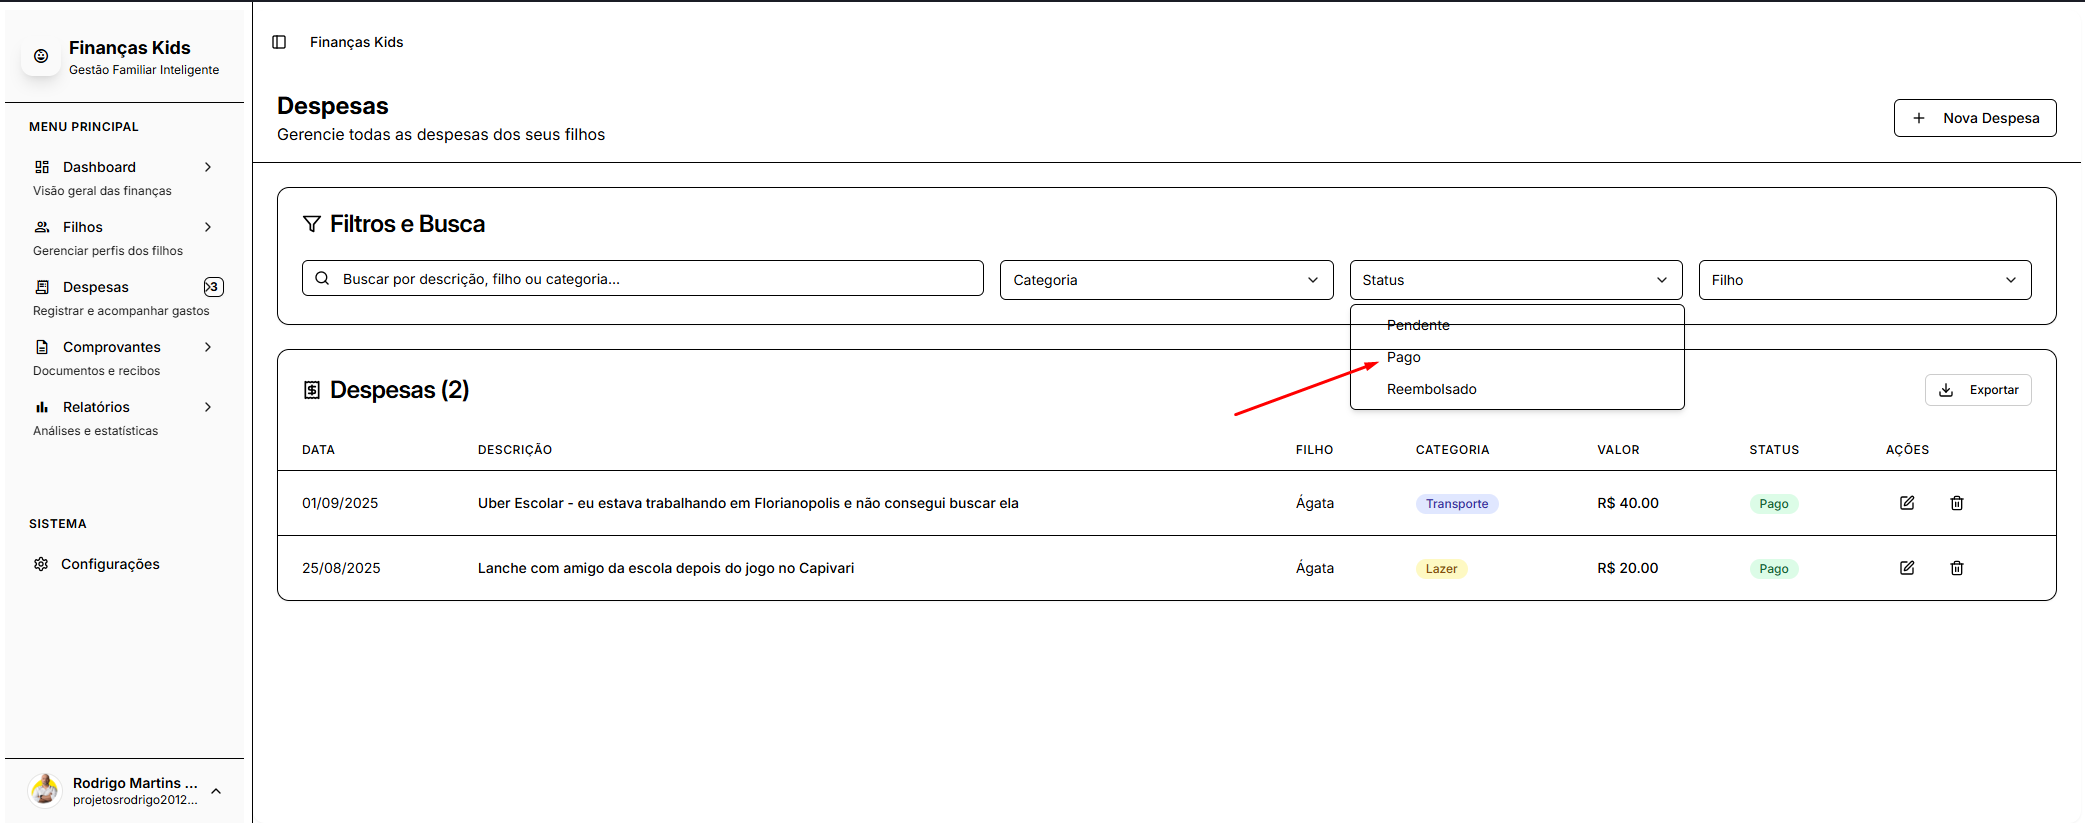 Finanças Kids
Gestão Familiar Inteligente
MENU PRINCIPAL
Dashboard
Visão geral das finanças
Filhos
Gerenciar perfis dos filhos
Despesas
3
Registrar e acompanhar gastos
Comprovantes
Documentos e recibos
Relatórios
Análises e estatísticas
SISTEMA
Configurações
Rodrigo Martins ...
projetosrodrigo2012...
Finanças Kids
Despesas
Gerencie todas as despesas dos seus filhos
Nova Despesa
Filtros e Busca
Buscar por descrição, filho ou categoria...
Categoria
Status
Filho
Pendente
Pago
Reembolsado
Despesas (2)
Exportar
DATA DESCRIÇÃO FILHO CATEGORIA VALOR STATUS AÇÕES
01/09/2025 Uber Escolar - eu estava trabalhando em Florianopolis e não consegui buscar ela Ágata Transporte R$ 40.00 Pago
25/08/2025 Lanche com amigo da escola depois do jogo no Capivari Ágata Lazer R$ 20.00 Pago